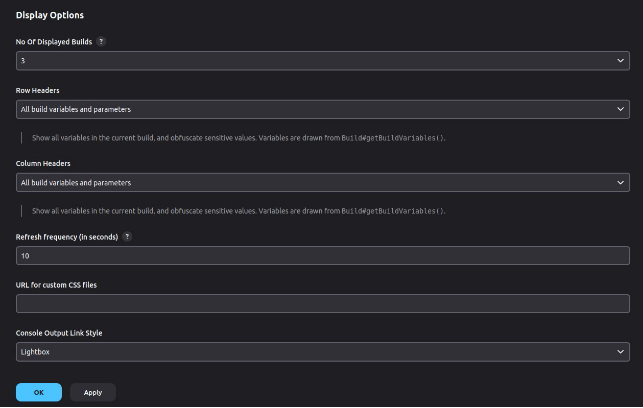 Display Options
No Of Displayed Builds ?
3
Row Headers
All build variables and parameters
Show all variables in the current build, and obfuscate sensitive values. Variables are drawn from Build#getBuildVariables().
Column Headers
All build variables and parameters
Show all variables in the current build, and obfuscate sensitive values. Variables are drawn from Build#getBuildVariables().
Refresh frequency (in seconds) ?
10
URL for custom CSS files
Console Output Link Style
Lightbox
OK Apply